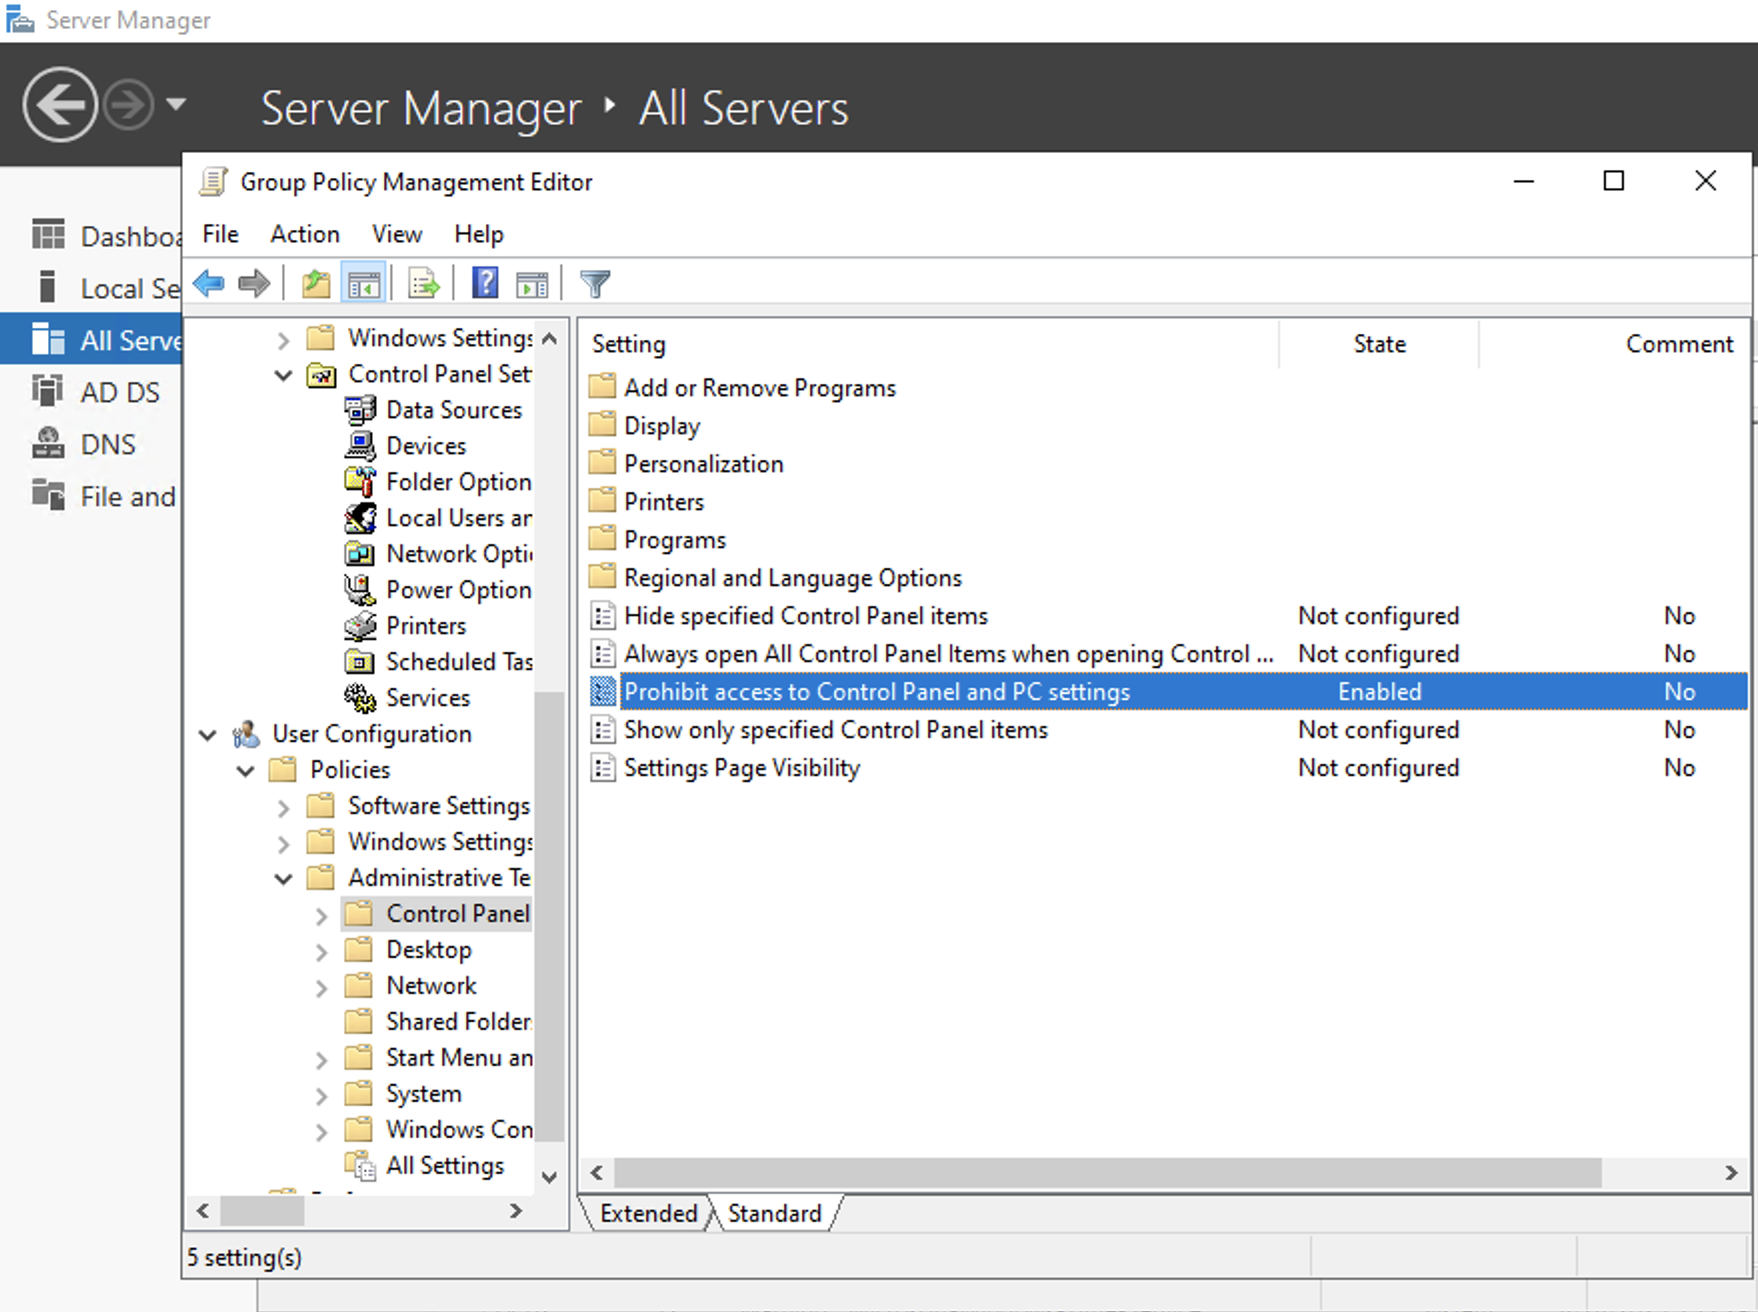 Server Manager
Server Manager ‣ All Servers
Dashboa
Local Se
All Serve
AD DS
DNS
File and
Group Policy Management Editor
File Action View Help
Windows Settings
Control Panel Set
Data Sources
Devices
Folder Option
Local Users an
Network Optio
Power Option
Printers
Scheduled Tas
Services
User Configuration
Policies
Software Settings
Windows Settings
Administrative Te
Control Panel
Desktop
Network
Shared Folder
Start Menu an
System
Windows Con
All Settings
Setting State Comment
Add or Remove Programs
Display
Personalization
Printers
Programs
Regional and Language Options
Hide specified Control Panel items Not configured No
Always open All Control Panel Items when opening Control ... Not configured No
Prohibit access to Control Panel and PC settings Enabled No
Show only specified Control Panel items Not configured No
Settings Page Visibility Not configured No
Extended Standard
5 setting(s)